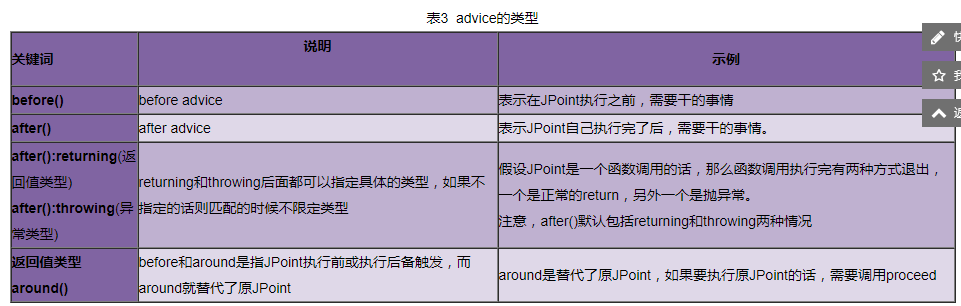 表3 advice的类型
关键词
说明
示例
before()
before advice
表示在JPoint执行之前，需要干的事情
after()
after advice
表示JPoint自己执行完了后，需要干的事情。
after():returning(返
回值类型)
after():throwing(异
常类型)
returning和throwing后面都可以指定具体的类型，如果不
指定的话则匹配的时候不限定类型
假设JPoint是一个函数调用的话，那么函数调用执行完有两种方式退出，
一个是正常的return，另外一个是抛异常。
注意，after()默认包括returning和throwing两种情况
返回值类型
around()
before和around是指JPoint执行前或执行后备触发，而
around就替代了原JPoint
around是替代了原JPoint，如果要执行原JPoint的话，需要调用proceed